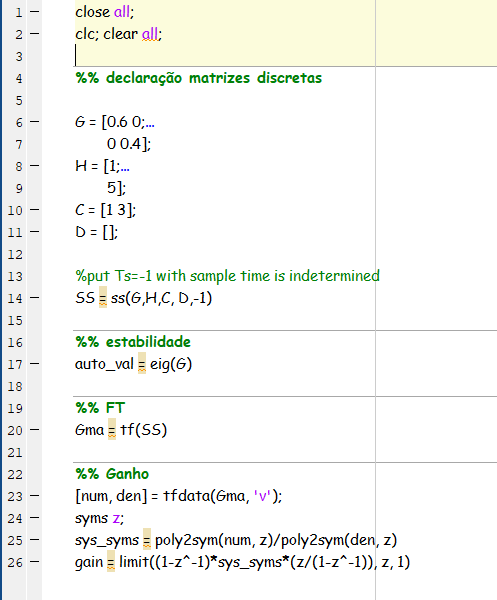 1 — close all;
2 — clc; clear all;
3
4 %% declaração matrizes discretas
5
6 — G = [0.6 0;...
7 0 0.4];
8 — H = [1;...
9 5];
10 — C = [1 3];
11 — D = [];
12
13 %put Ts=-1 with sample time is indetermined
14 — SS = ss(G,H,C, D,-1)
15
16 %% estabilidade
17 — auto_val = eig(G)
18
19 %% FT
20 — Gma = tf(SS)
21
22 %% Ganho
23 — [num, den] = tfdata(Gma, 'v');
24 — syms z;
25 — sys_syms = poly2sym(num, z)/poly2sym(den, z)
26 — gain = limit((1-z^-1)*sys_syms*(z/(1-z^-1)), z, 1)